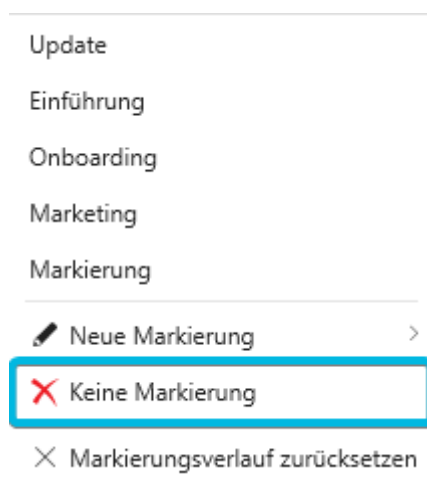 Update
Einführung
Onboarding
Marketing
Markierung
Neue Markierung
Keine Markierung
Markierungsverlauf zurücksetzen